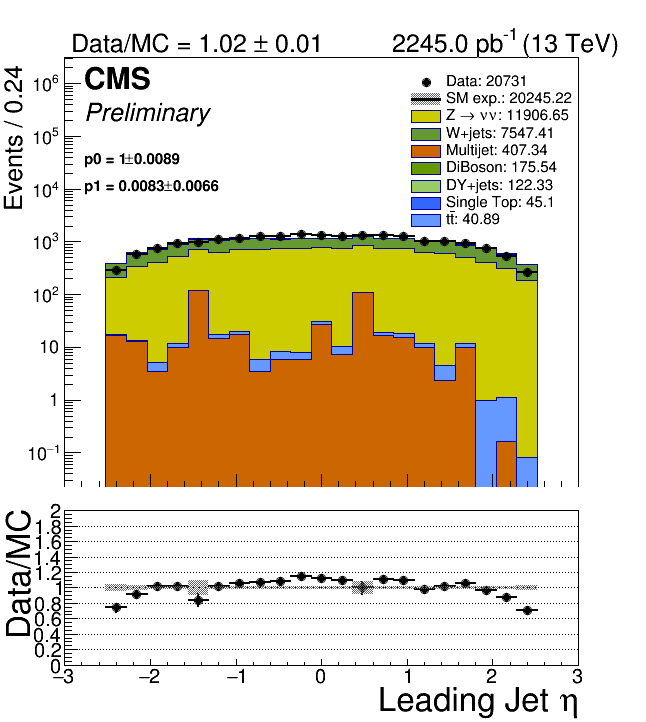 Data/MC = 1.02 ± 0.01 2245.0 pb⁻¹ (13 TeV)
CMS
Preliminary
p0 = 1±0.0089
p1 = 0.0083±0.0066
Data: 20731
SM exp.: 20245.22
Z → νν: 11906.65
W+jets: 7547.41
Multijet: 407.34
DiBoson: 175.54
DY+jets: 122.33
Single Top: 45.1
tt̄: 40.89
Events / 0.24
10⁶
10⁵
10⁴
10³
10²
10
1
10⁻¹
Data/MC
2
1.8
1.6
1.4
1.2
1
0.8
0.6
0.4
0.2
0
−3 −2 −1 0 1 2 3
Leading Jet η